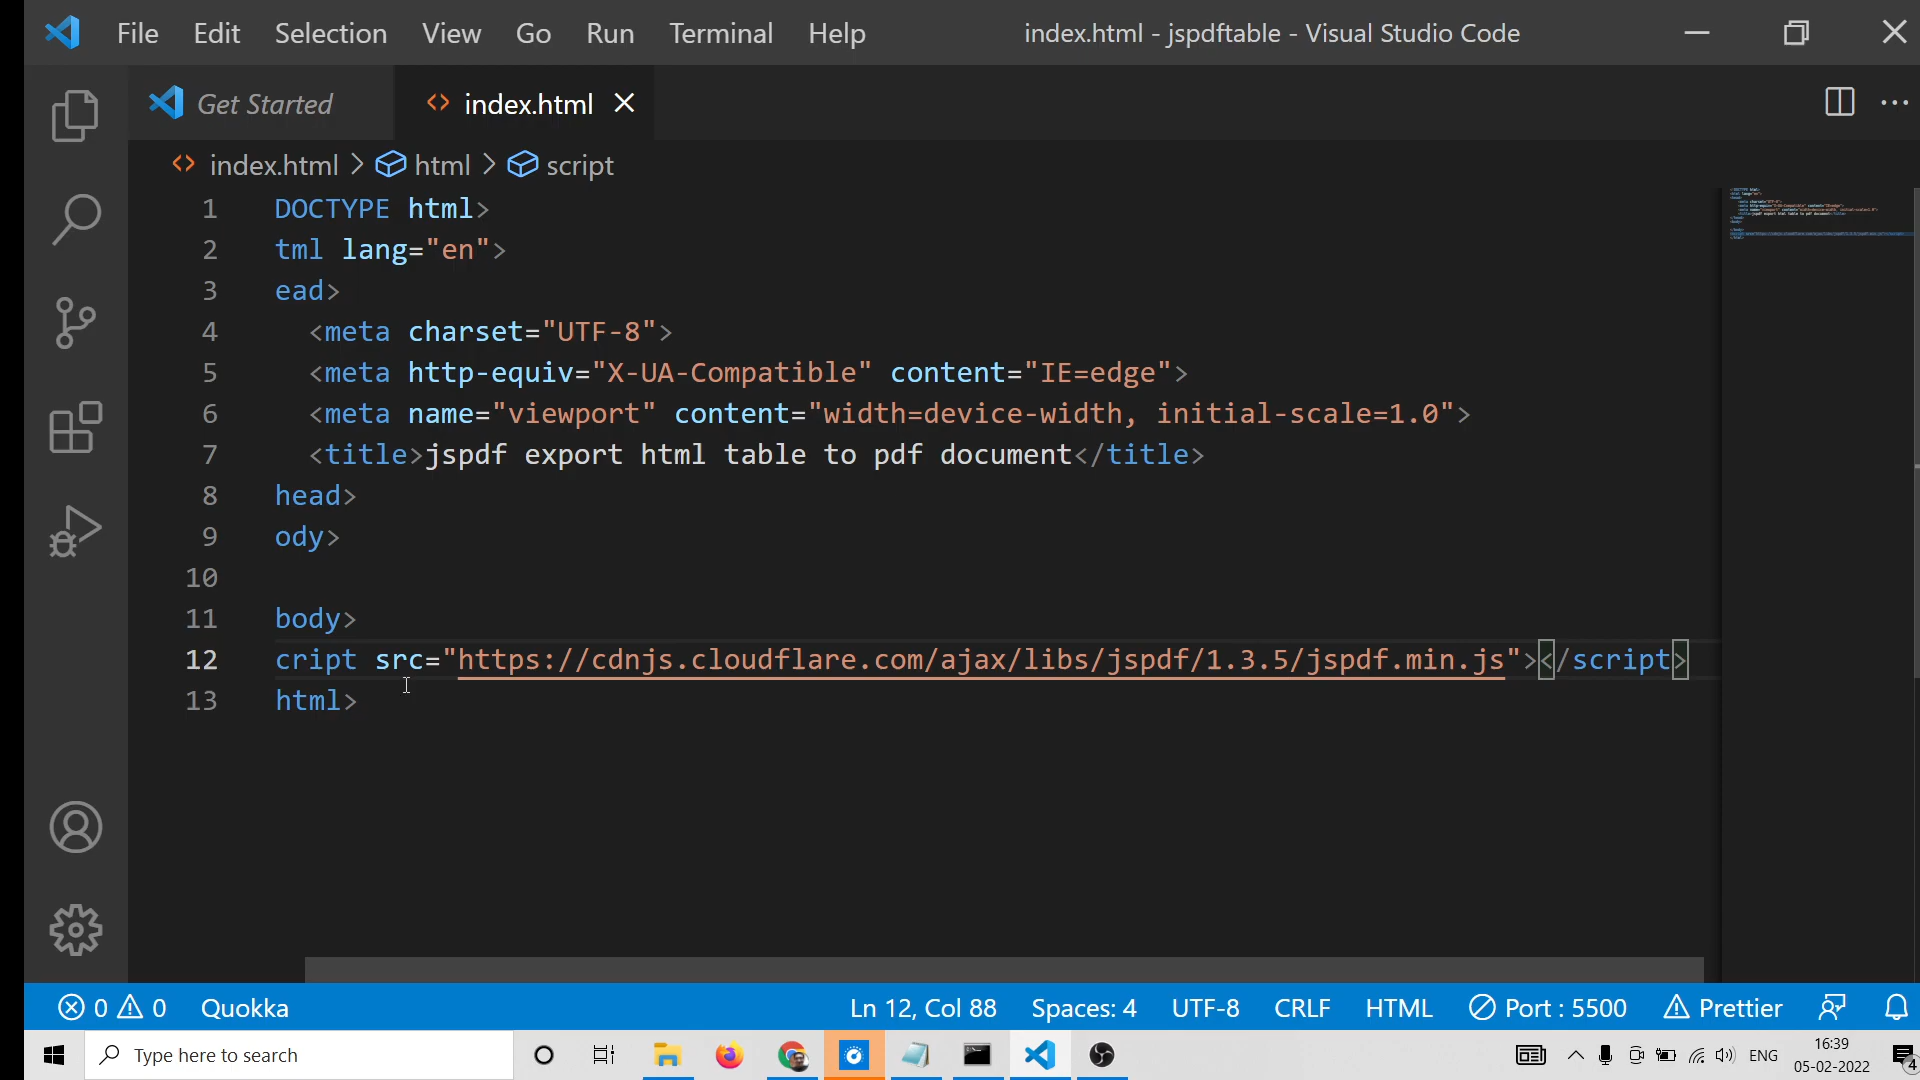 File Edit Selection View Go Run Terminal Help index.html - jspdftable - Visual Studio Code
Get Started index.html
index.html > html > script
1 DOCTYPE html>
2 tml lang="en">
3 ead>
4 <meta charset="UTF-8">
5 <meta http-equiv="X-UA-Compatible" content="IE=edge">
6 <meta name="viewport" content="width=device-width, initial-scale=1.0">
7 <title>jspdf export html table to pdf document</title>
8 head>
9 ody>
10
11 body>
12 cript src="https://cdnjs.cloudflare.com/ajax/libs/jspdf/1.3.5/jspdf.min.js"></script>
13 html>
0 0 Quokka Ln 12, Col 88 Spaces: 4 UTF-8 CRLF HTML Port : 5500 Prettier
Type here to search ENG 16:39
05-02-2022 4